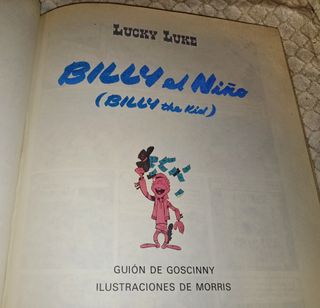 LUCKY LUKE
BILLY el Niño
(BILLY the Kid)
GUIÓN DE GOSCINNY
ILUSTRACIONES DE MORRIS